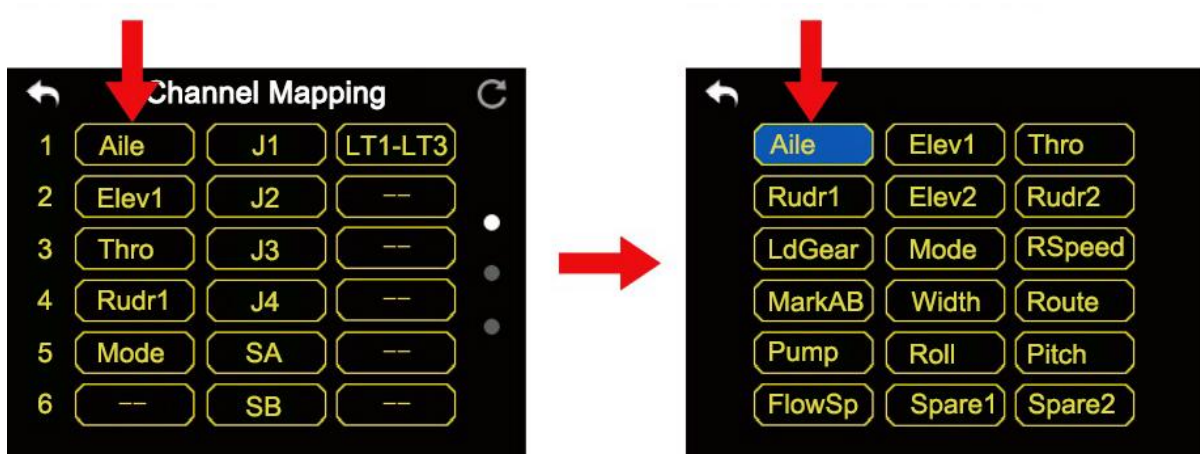 Channel Mapping
1 Aile J1 LT1-LT3
2 Elev1 J2 --
3 Thro J3 --
4 Rudr1 J4 --
5 Mode SA --
6 -- SB --
Aile Elev1 Thro
Rudr1 Elev2 Rudr2
LdGear Mode RSpeed
MarkAB Width Route
Pump Roll Pitch
FlowSp Spare1 Spare2